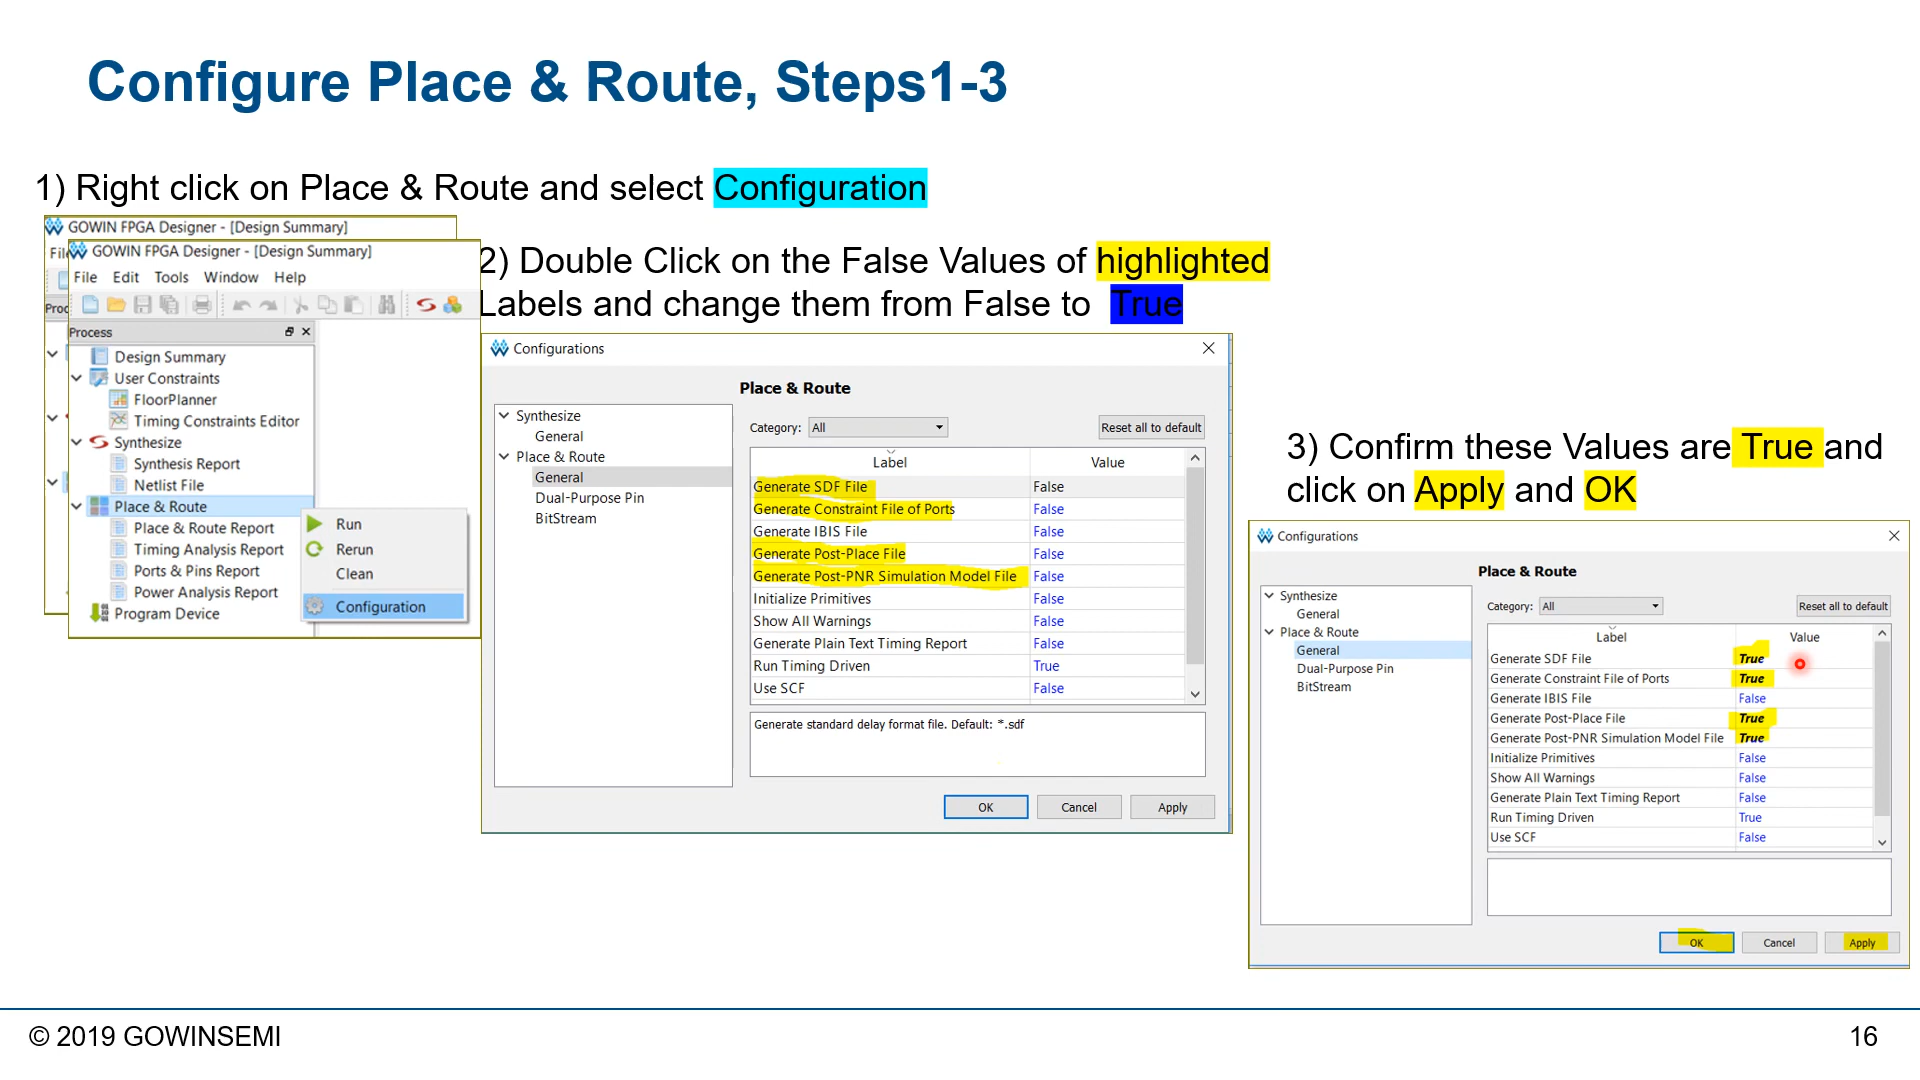 Configure Place & Route, Steps1-3
1) Right click on Place & Route and select Configuration
GOWIN FPGA Designer - [Design Summary]
GOWIN FPGA Designer - [Design Summary]
File Edit Tools Window Help
Process
Design Summary
User Constraints
FloorPlanner
Timing Constraints Editor
Synthesize
Synthesis Report
Netlist File
Place & Route
Place & Route Report
Timing Analysis Report
Ports & Pins Report
Power Analysis Report
Program Device
Run
Rerun
Clean
Configuration
2) Double Click on the False Values of highlighted
Labels and change them from False to True
Configurations
Place & Route
Synthesize
General
Place & Route
General
Dual-Purpose Pin
BitStream
Category: All Reset all to default
Label Value
Generate SDF File False
Generate Constraint File of Ports False
Generate IBIS File False
Generate Post-Place File False
Generate Post-PNR Simulation Model File False
Initialize Primitives False
Show All Warnings False
Generate Plain Text Timing Report False
Run Timing Driven True
Use SCF False
Generate standard delay format file. Default: *.sdf
OK Cancel Apply
3) Confirm these Values are True and
click on Apply and OK
Configurations
Place & Route
Synthesize
General
Place & Route
General
Dual-Purpose Pin
BitStream
Category: All Reset all to default
Label Value
Generate SDF File True
Generate Constraint File of Ports True
Generate IBIS File False
Generate Post-Place File True
Generate Post-PNR Simulation Model File True
Initialize Primitives False
Show All Warnings False
Generate Plain Text Timing Report False
Run Timing Driven True
Use SCF False
OK Cancel Apply
© 2019 GOWINSEMI
16